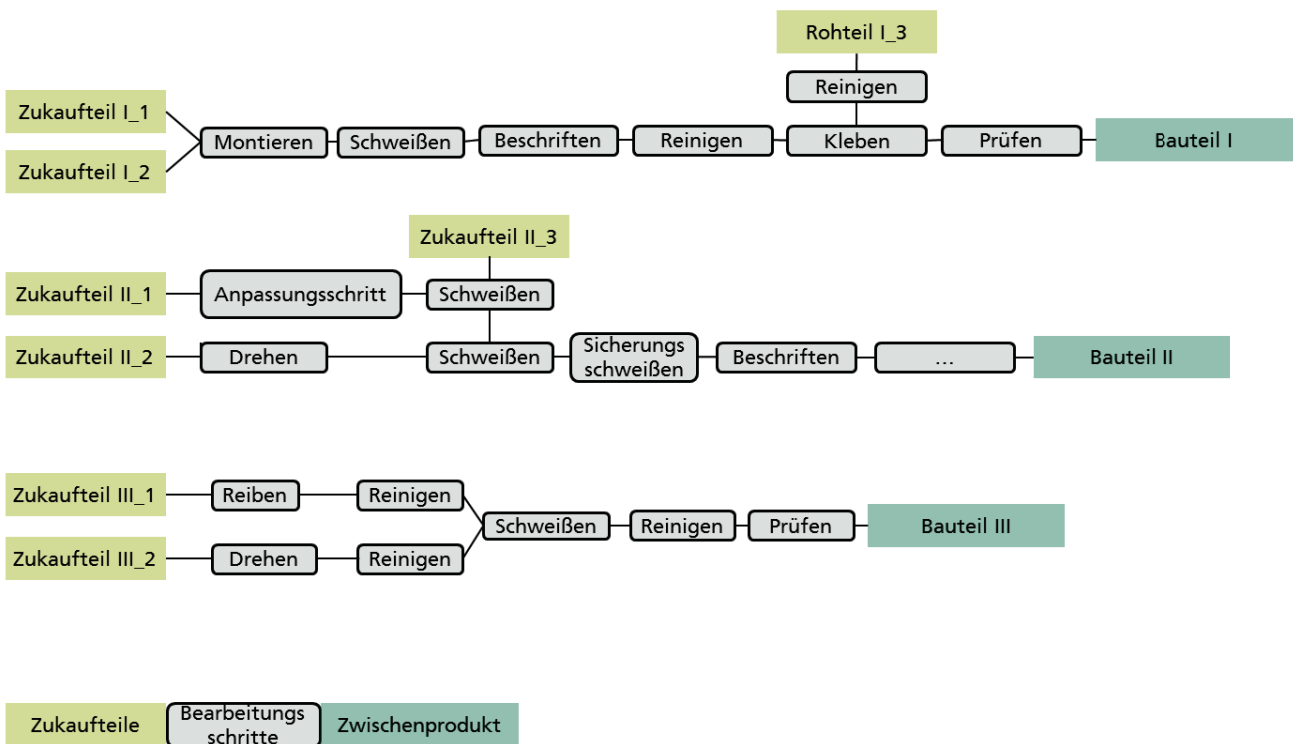 Rohteil I_3
Reinigen
Zukaufteil I_1
Zukaufteil I_2
Montieren
Schweißen
Beschriften
Reinigen
Kleben
Prüfen
Bauteil I
Zukaufteil II_3
Zukaufteil II_1
Anpassungsschritt
Schweißen
Zukaufteil II_2
Drehen
Schweißen
Sicherungs
schweißen
Beschriften
...
Bauteil II
Zukaufteil III_1
Reiben
Reinigen
Zukaufteil III_2
Drehen
Reinigen
Schweißen
Reinigen
Prüfen
Bauteil III
Zukaufteile
Bearbeitungs
schritte
Zwischenprodukt